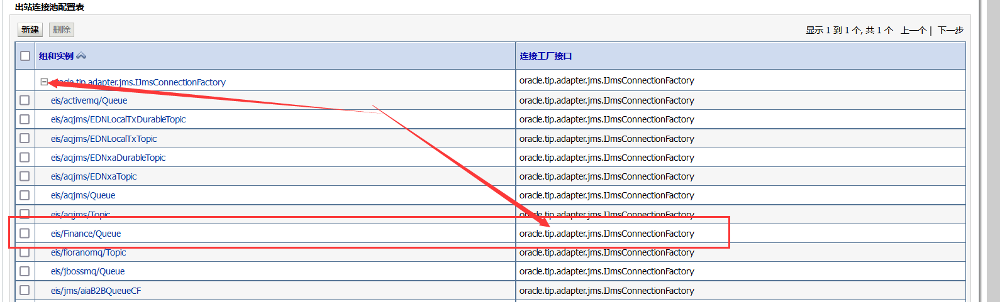 出站连接池配置表
新建 删除 显示 1 到 1 个, 共 1 个 上一个 | 下一步
组和实例 连接工厂接口
oracle.tip.adapter.jms.IJmsConnectionFactory oracle.tip.adapter.jms.IJmsConnectionFactory
eis/activemq/Queue oracle.tip.adapter.jms.IJmsConnectionFactory
eis/aqjms/EDNLocalTxDurableTopic oracle.tip.adapter.jms.IJmsConnectionFactory
eis/aqjms/EDNLocalTxTopic oracle.tip.adapter.jms.IJmsConnectionFactory
eis/aqjms/EDNxaDurableTopic oracle.tip.adapter.jms.IJmsConnectionFactory
eis/aqjms/EDNxaTopic oracle.tip.adapter.jms.IJmsConnectionFactory
eis/aqjms/Queue oracle.tip.adapter.jms.IJmsConnectionFactory
eis/aqjms/Topic oracle.tip.adapter.jms.IJmsConnectionFactory
eis/Finance/Queue oracle.tip.adapter.jms.IJmsConnectionFactory
eis/fioranomq/Topic oracle.tip.adapter.jms.IJmsConnectionFactory
eis/jbossmq/Queue oracle.tip.adapter.jms.IJmsConnectionFactory
eis/jms/aiaB2BQueueCF oracle.tip.adapter.jms.IJmsConnectionFactory